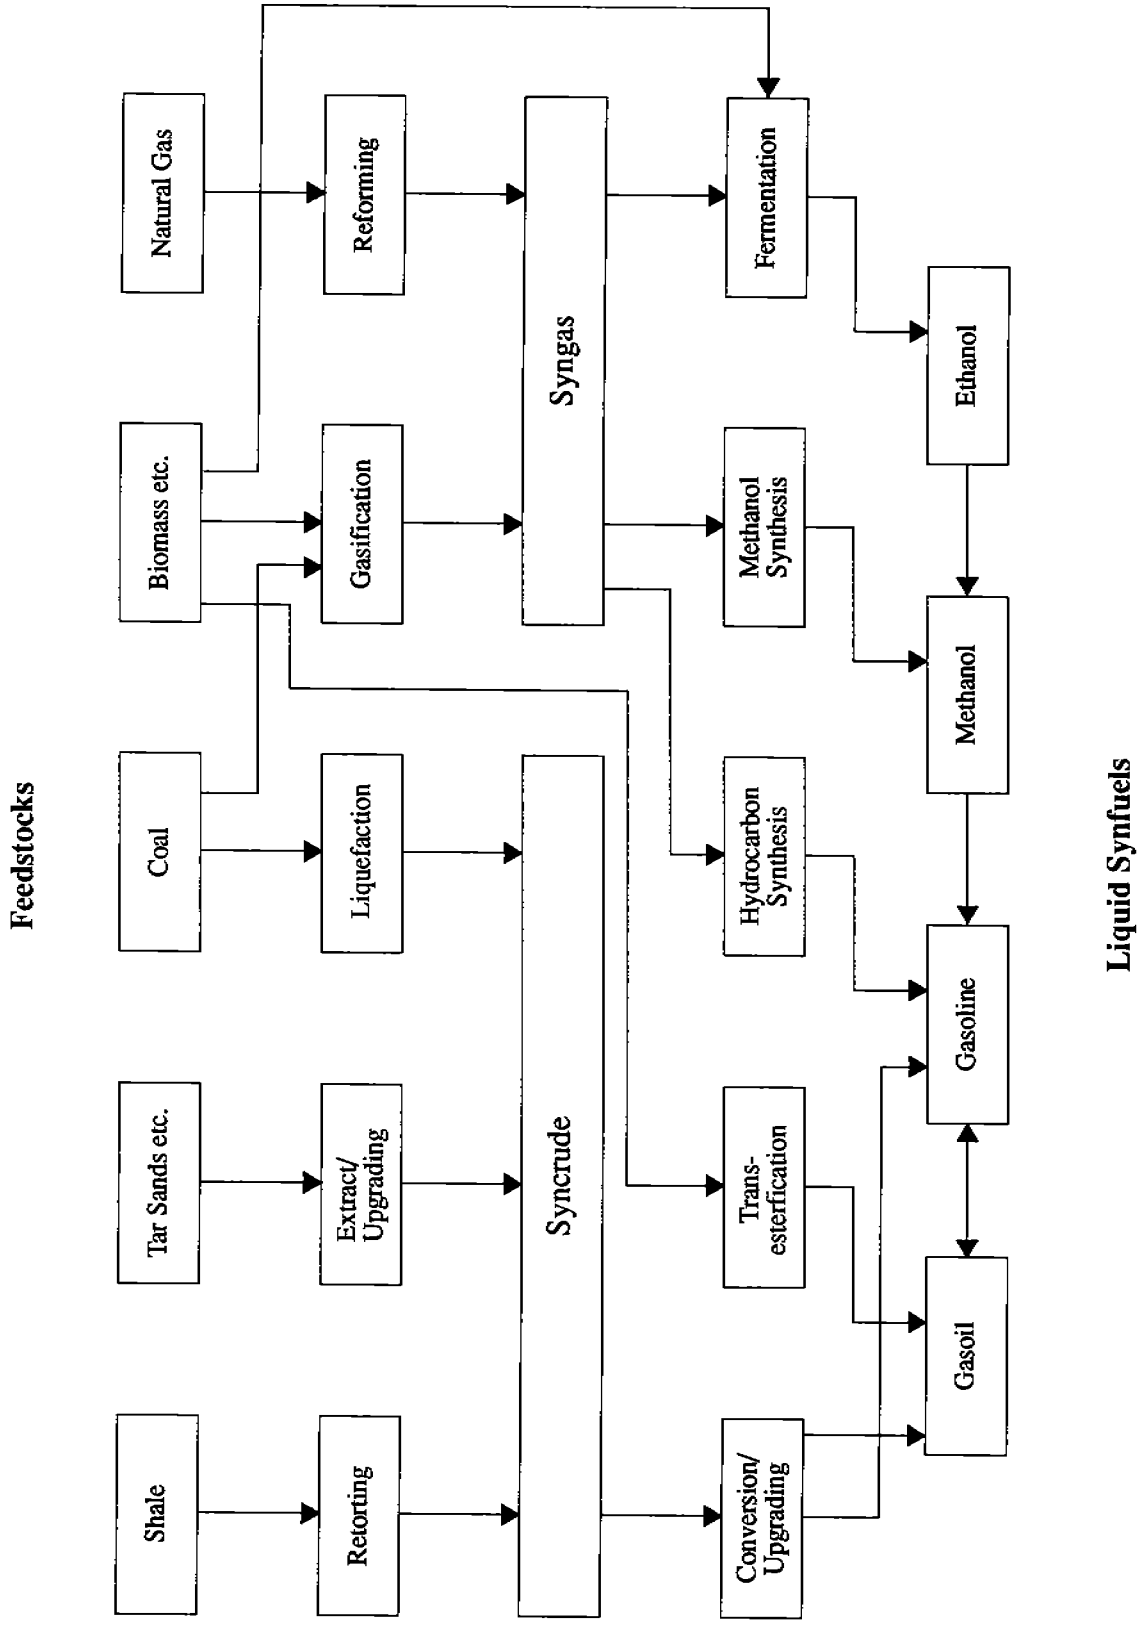 Feedstocks
Shale
Tar Sands etc.
Coal
Biomass etc.
Natural Gas
Retorting
Extract/
Upgrading
Liquefaction
Gasification
Reforming
Syncrude
Syngas
Conversion/
Upgrading
Trans-
esterfication
Hydrocarbon
Synthesis
Methanol
Synthesis
Fermentation
Gasoil
Gasoline
Methanol
Ethanol
Liquid Synfuels